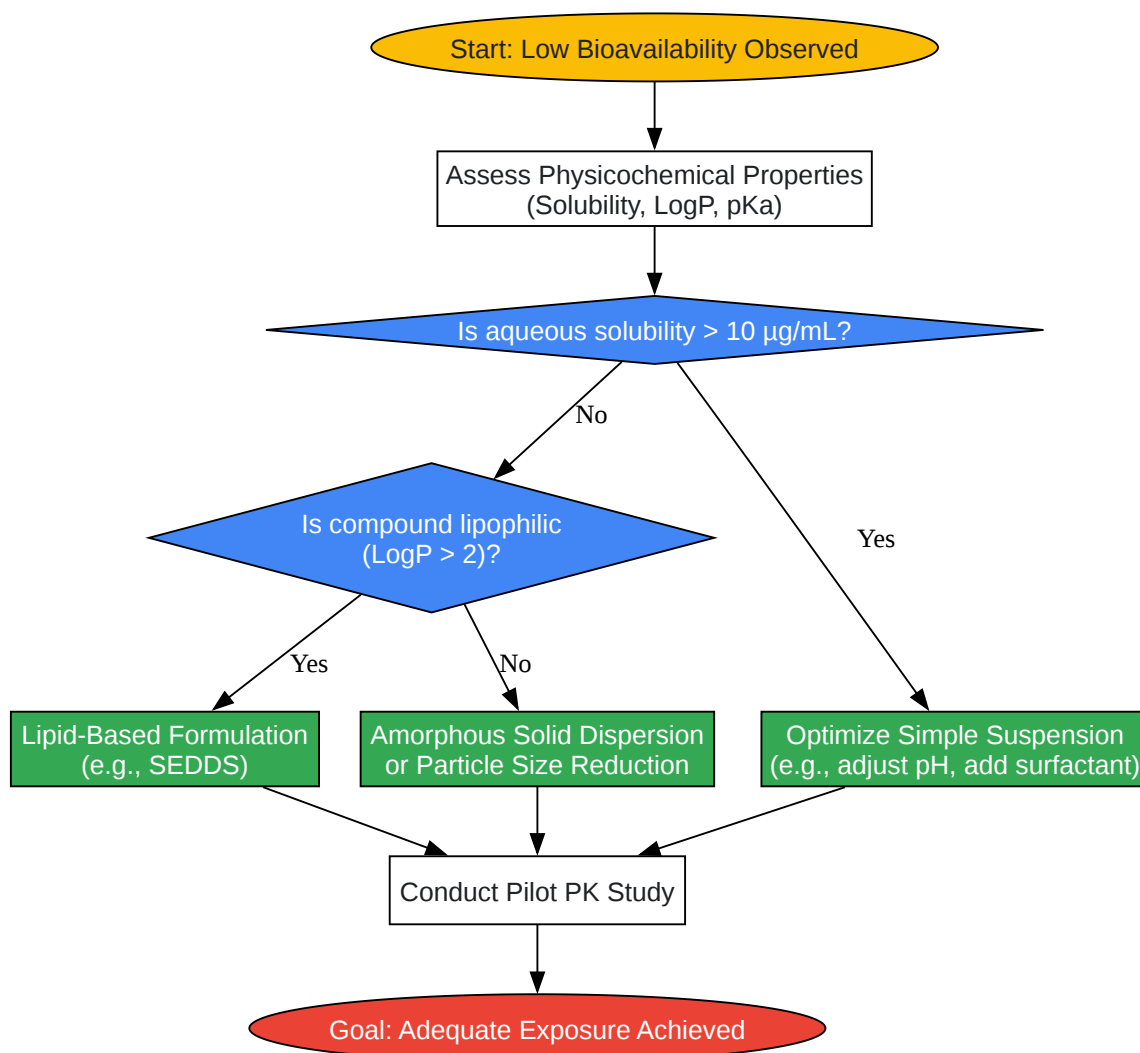 Start: Low Bioavailability Observed
Assess Physicochemical Properties
(Solubility, LogP, pKa)
Is aqueous solubility > 10 µg/mL?
No
Is compound lipophilic
(LogP > 2)?
Yes
Yes
No
Lipid-Based Formulation
(e.g., SEDDS)
Amorphous Solid Dispersion
or Particle Size Reduction
Optimize Simple Suspension
(e.g., adjust pH, add surfactant)
Conduct Pilot PK Study
Goal: Adequate Exposure Achieved